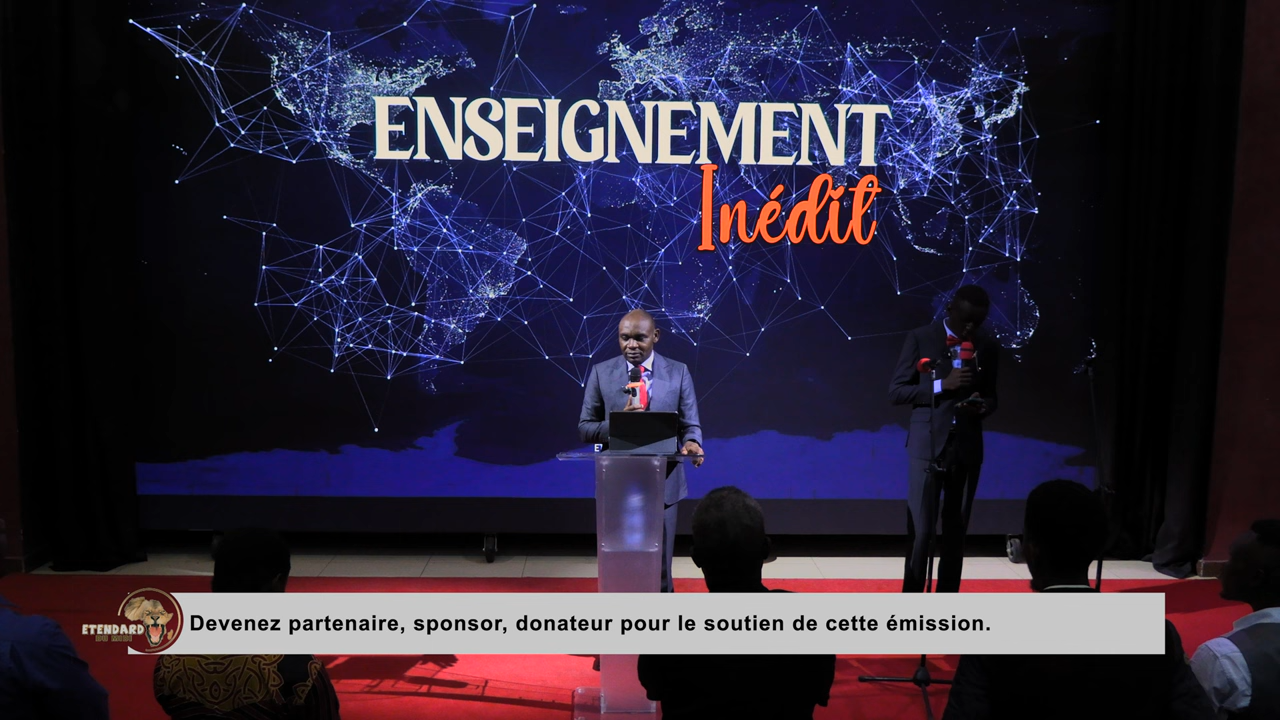 ENSEIGNEMENT
Inédit
ETENDARD
Devenez partenaire, sponsor, donateur pour le soutien de cette émission.